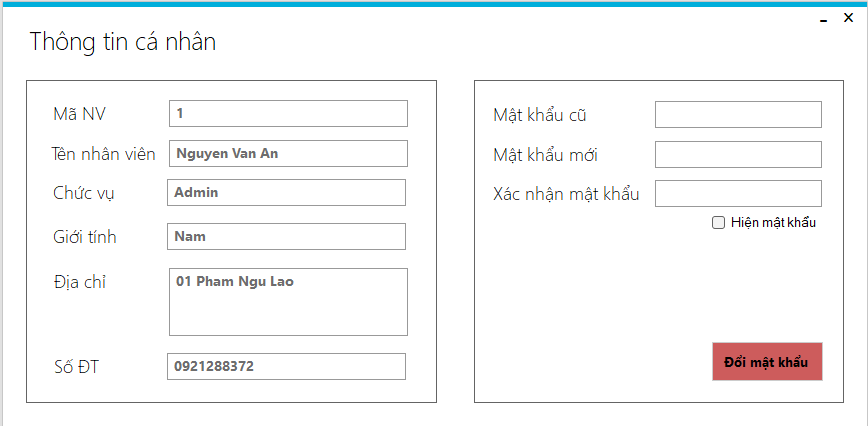 Thông tin cá nhân
Mã NV 1
Tên nhân viên Nguyen Van An
Chức vụ Admin
Giới tính Nam
Địa chỉ 01 Pham Ngu Lao
Số ĐT 0921288372
Mật khẩu cũ
Mật khẩu mới
Xác nhận mật khẩu
Hiện mật khẩu
Đổi mật khẩu